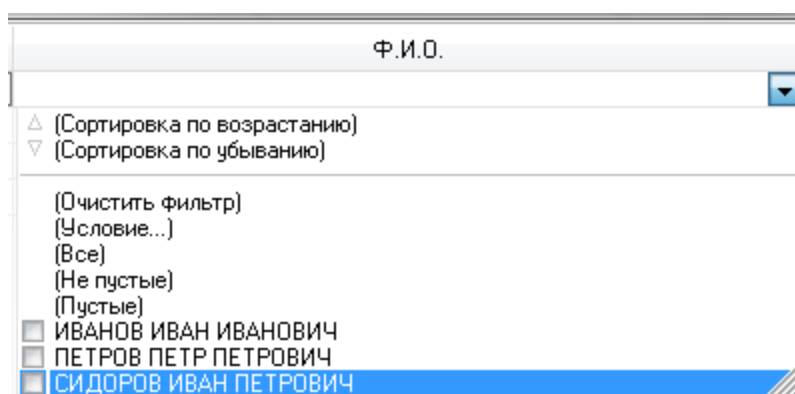 Ф.И.О.
(Сортировка по возрастанию)
(Сортировка по убыванию)
(Очистить фильтр)
(Условие...)
(Все)
(Не пустые)
(Пустые)
ИВАНОВ ИВАН ИВАНОВИЧ
ПЕТРОВ ПЕТР ПЕТРОВИЧ
СИДОРОВ ИВАН ПЕТРОВИЧ